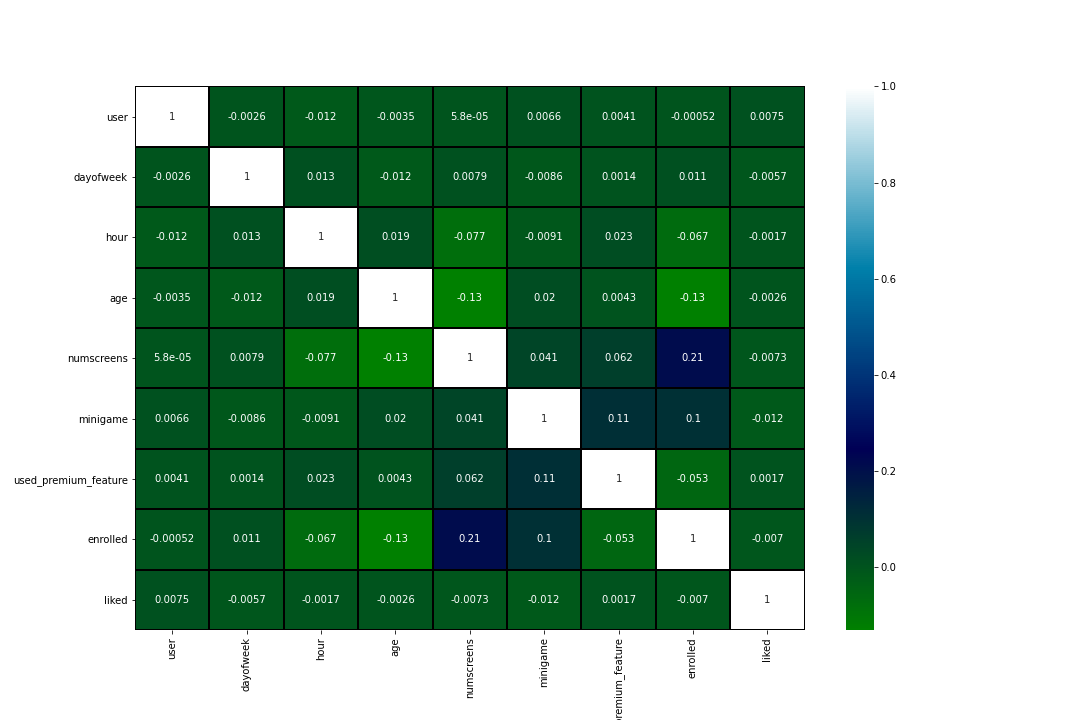 user 1 -0.0026 -0.012 -0.0035 5.8e-05 0.0066 0.0041 -0.00052 0.0075
dayofweek -0.0026 1 0.013 -0.012 0.0079 -0.0086 0.0014 0.011 -0.0057
hour -0.012 0.013 1 0.019 -0.077 -0.0091 0.023 -0.067 -0.0017
age -0.0035 -0.012 0.019 1 -0.13 0.02 0.0043 -0.13 -0.0026
numscreens 5.8e-05 0.0079 -0.077 -0.13 1 0.041 0.062 0.21 -0.0073
minigame 0.0066 -0.0086 -0.0091 0.02 0.041 1 0.11 0.1 -0.012
used_premium_feature 0.0041 0.0014 0.023 0.0043 0.062 0.11 1 -0.053 0.0017
enrolled -0.00052 0.011 -0.067 -0.13 0.21 0.1 -0.053 1 -0.007
liked 0.0075 -0.0057 -0.0017 -0.0026 -0.0073 -0.012 0.0017 -0.007 1
user
dayofweek
hour
age
numscreens
minigame
premium_feature
enrolled
liked
1.0
0.8
0.6
0.4
0.2
0.0